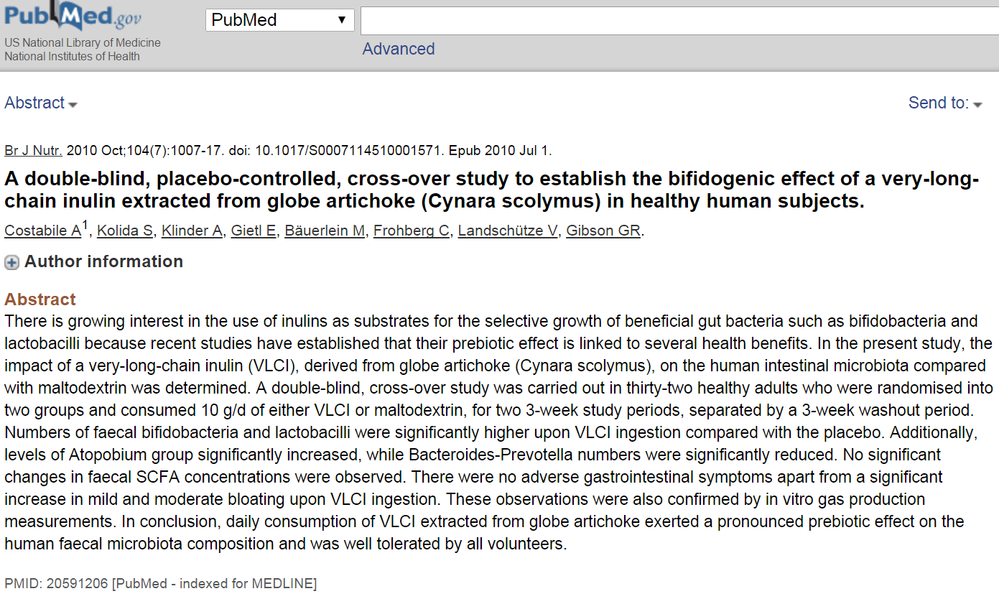 PubMed.gov
US National Library of Medicine
National Institutes of Health
PubMed
Advanced
Abstract
Send to:
Br J Nutr. 2010 Oct;104(7):1007-17. doi: 10.1017/S0007114510001571. Epub 2010 Jul 1.
A double-blind, placebo-controlled, cross-over study to establish the bifidogenic effect of a very-long-
chain inulin extracted from globe artichoke (Cynara scolymus) in healthy human subjects.
Costabile A1, Kolida S, Klinder A, Gietl E, Bäuerlein M, Frohberg C, Landschütze V, Gibson GR.
Author information
Abstract
There is growing interest in the use of inulins as substrates for the selective growth of beneficial gut bacteria such as bifidobacteria and
lactobacilli because recent studies have established that their prebiotic effect is linked to several health benefits. In the present study, the
impact of a very-long-chain inulin (VLCI), derived from globe artichoke (Cynara scolymus), on the human intestinal microbiota compared
with maltodextrin was determined. A double-blind, cross-over study was carried out in thirty-two healthy adults who were randomised into
two groups and consumed 10 g/d of either VLCI or maltodextrin, for two 3-week study periods, separated by a 3-week washout period.
Numbers of faecal bifidobacteria and lactobacilli were significantly higher upon VLCI ingestion compared with the placebo. Additionally,
levels of Atopobium group significantly increased, while Bacteroides-Prevotella numbers were significantly reduced. No significant
changes in faecal SCFA concentrations were observed. There were no adverse gastrointestinal symptoms apart from a significant
increase in mild and moderate bloating upon VLCI ingestion. These observations were also confirmed by in vitro gas production
measurements. In conclusion, daily consumption of VLCI extracted from globe artichoke exerted a pronounced prebiotic effect on the
human faecal microbiota composition and was well tolerated by all volunteers.
PMID: 20591206 [PubMed - indexed for MEDLINE]